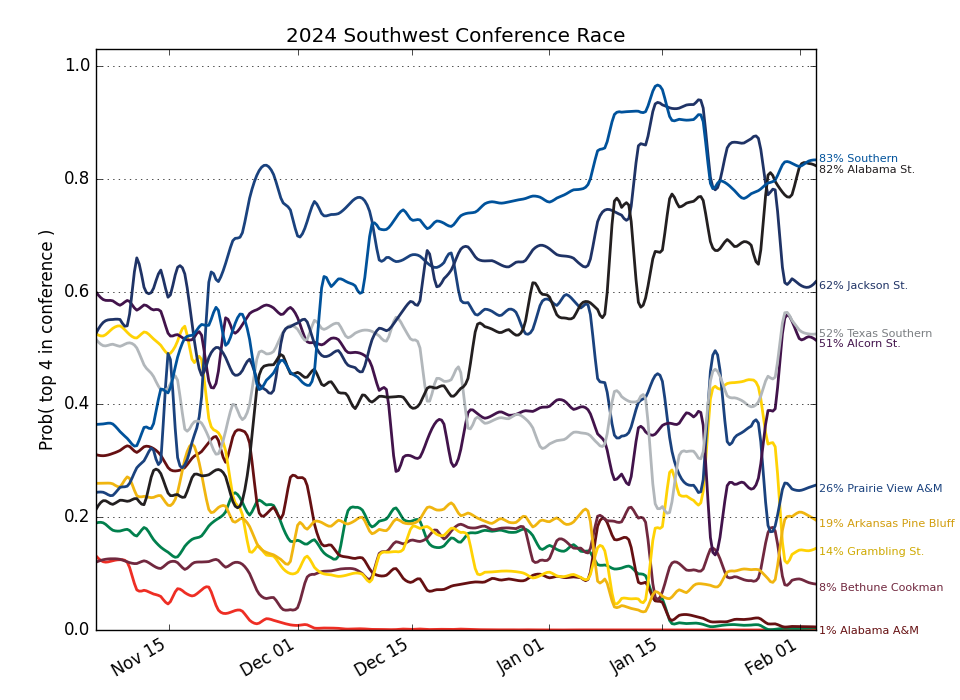 2024 Southwest Conference Race
Prob( top 4 in conference )
1.0
0.8
0.6
0.4
0.2
0.0
Nov 15
Dec 01
Dec 15
Jan 01
Jan 15
Feb 01
83% Southern
82% Alabama St.
62% Jackson St.
52% Texas Southern
51% Alcorn St.
26% Prairie View A&M
19% Arkansas Pine Bluff
14% Grambling St.
8% Bethune Cookman
1% Alabama A&M